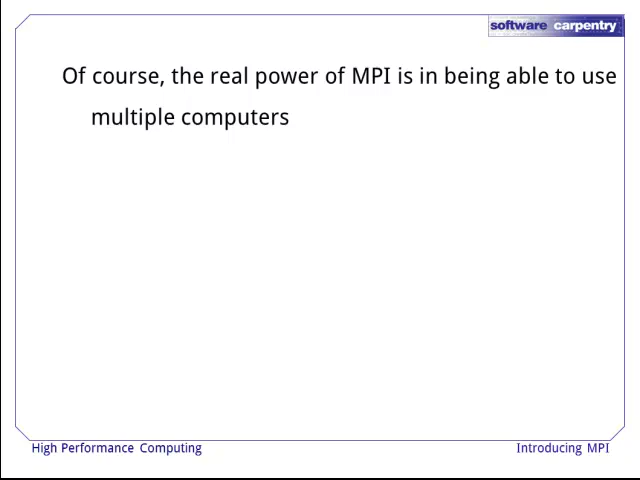 software carpentry
Of course, the real power of MPI is in being able to use
multiple computers
High Performance Computing
Introducing MPI